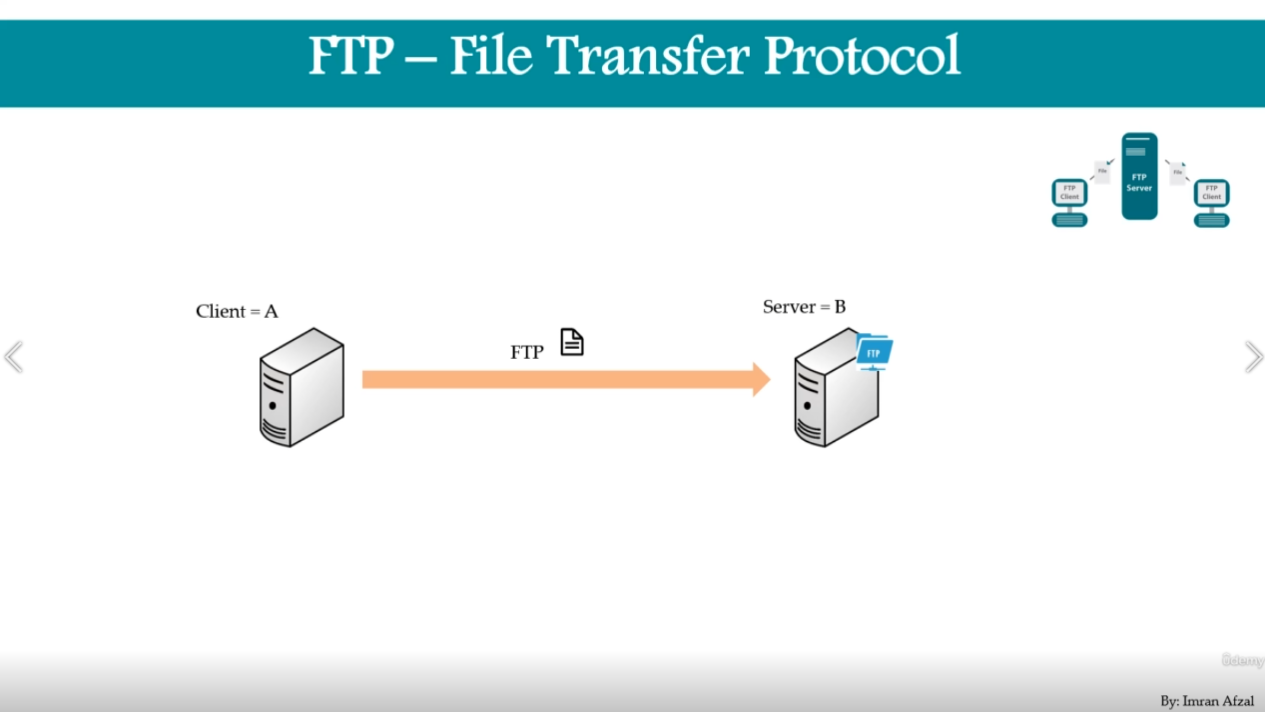 FTP – File Transfer Protocol
File
File
FTP
Server
FTP
Client
FTP
Client
Client = A
Server = B
FTP
FTP
Udemy
By: Imran Afzal